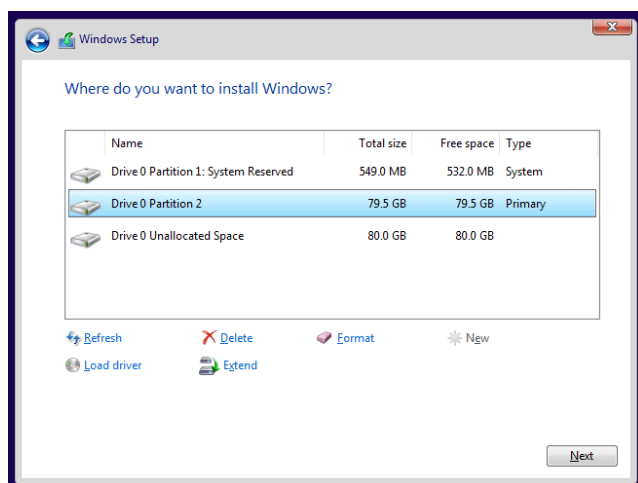 Windows Setup
Where do you want to install Windows?
Name Total size Free space Type
Drive 0 Partition 1: System Reserved 549.0 MB 532.0 MB System
Drive 0 Partition 2 79.5 GB 79.5 GB Primary
Drive 0 Unallocated Space 80.0 GB 80.0 GB
Refresh Delete Format New
Load driver Extend
Next